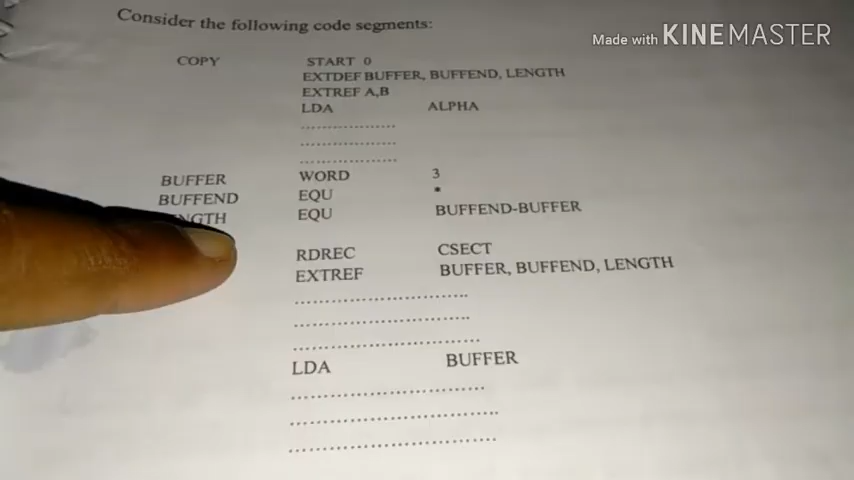 Consider the following code segments:
Made with KINEMASTER
COPY START 0
EXTDEF BUFFER, BUFFEND, LENGTH
EXTREF A,B
LDA ALPHA
....................
....................
....................
BUFFER WORD 3
BUFFEND EQU *
EQU BUFFEND-BUFFER
RDREC CSECT
EXTREF BUFFER, BUFFEND, LENGTH
....................
....................
....................
LDA BUFFER
....................
....................
....................